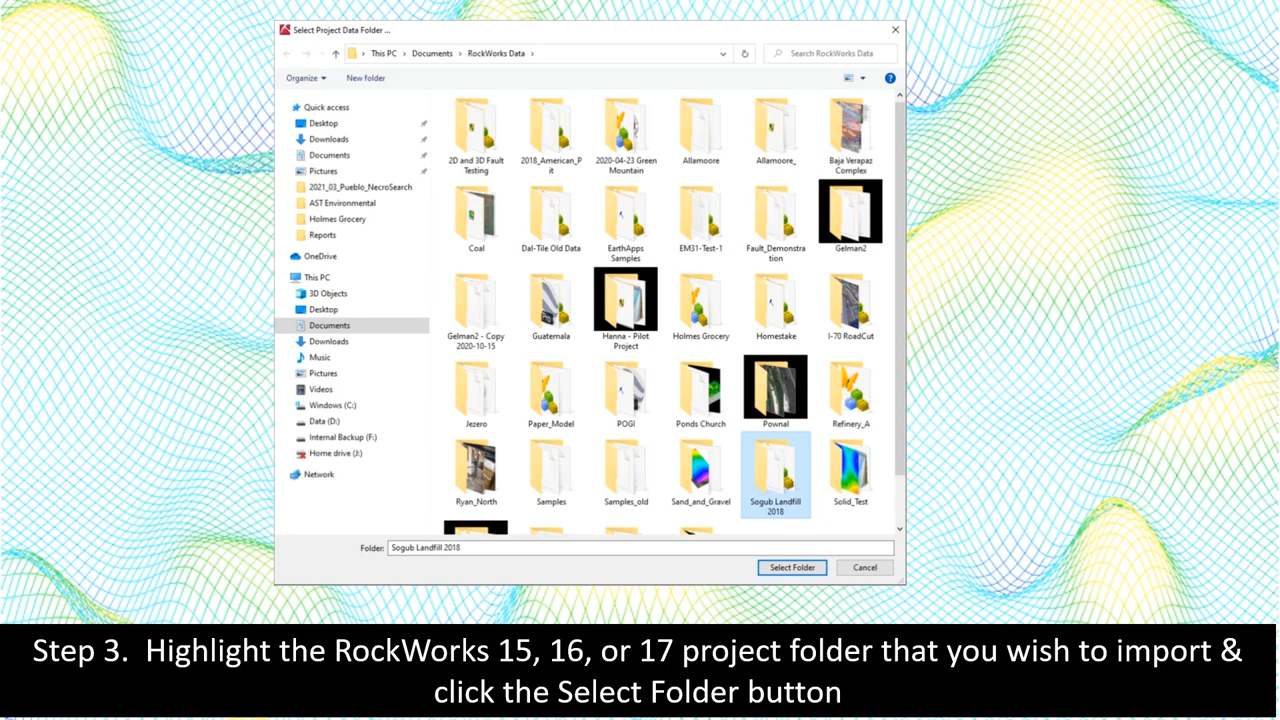 Select Project Data Folder ...
This PC > Documents > RockWorks Data >
Search RockWorks Data
Organize
New folder
Quick access
Desktop
Downloads
Documents
Pictures
2021_03_Pueblo_NecroSearch
AST Environmental
Holmes Grocery
Reports
OneDrive
This PC
3D Objects
Desktop
Documents
Downloads
Music
Pictures
Videos
Windows (C:)
Data (D:)
Internal Backup (F:)
Home drive (J:)
Network
2D and 3D Fault
Testing
2018_American_P
it
2020-04-23 Green
Mountain
Allamoore
Allamoore_
Baja Verapaz
Complex
Coal
Dal-Tile Old Data
EarthApps
Samples
EM31-Test-1
Fault_Demonstra
tion
Gelman2
Gelman2 - Copy
2020-10-15
Guatemala
Hanna - Pilot
Project
Holmes Grocery
Homestake
I-70 RoadCut
Jezero
Paper_Model
POGI
Ponds Church
Pownal
Refinery_A
Ryan_North
Samples
Samples_old
Sand_and_Gravel
Sogub Landfill
2018
Solid_Test
Folder: Sogub Landfill 2018
Select Folder
Cancel
Step 3.  Highlight the RockWorks 15, 16, or 17 project folder that you wish to import &
click the Select Folder button